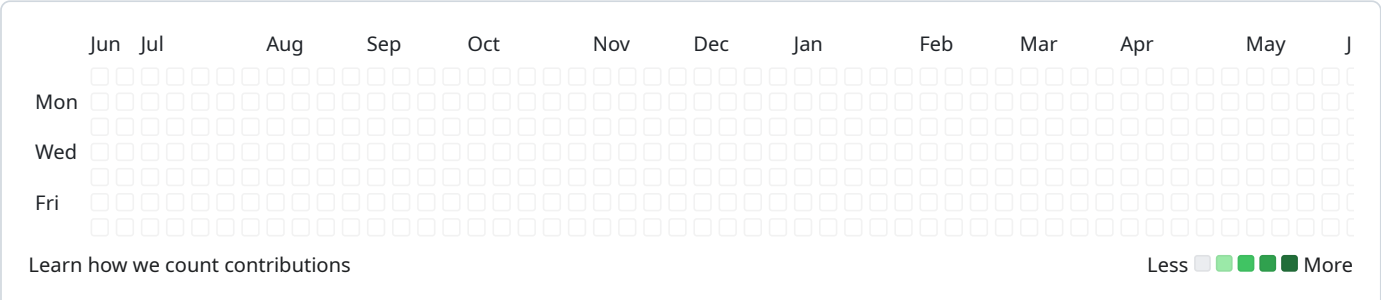 Jun Jul Aug Sep Oct Nov Dec Jan Feb Mar Apr May J
Mon
Wed
Fri
Learn how we count contributions Less More